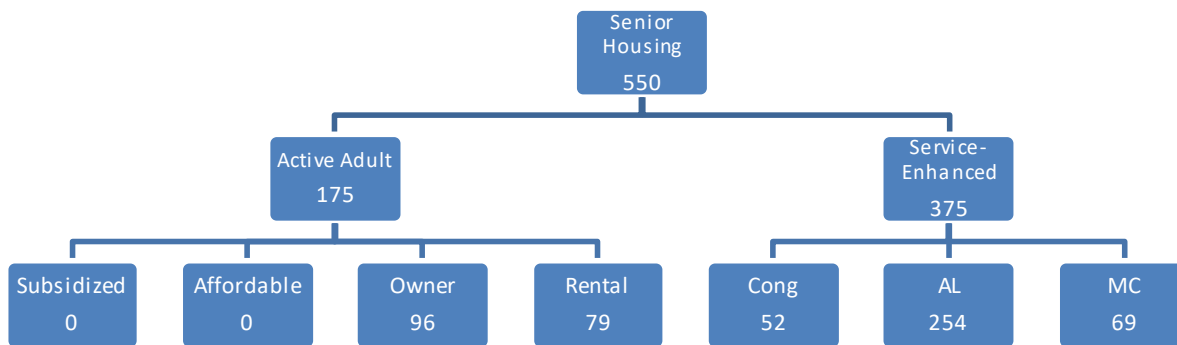 Senior
Housing
550
Active Adult
175
Service-
Enhanced
375
Subsidized
0
Affordable
0
Owner
96
Rental
79
Cong
52
AL
254
MC
69